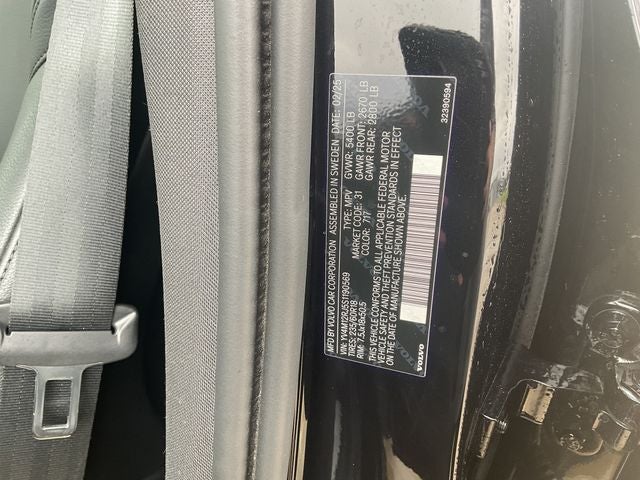 MFD BY VOLVO CAR CORPORATION ASSEMBLED IN SWEDEN DATE: 02/25
VIN: YV4M12RJ5S1190569 TYPE: MPV GVWR: 5400 LB
TIRES: 235/60R18 MARKET CODE: 31 GAWR FRONT: 2670 LB
RIM: 7.5Jx18x50.5 COLOR: 717 GAWR REAR: 2800 LB
THIS VEHICLE CONFORMS TO ALL APPLICABLE FEDERAL MOTOR
VEHICLE SAFETY AND THEFT PREVENTION STANDARDS IN EFFECT
ON THE DATE OF MANUFACTURE SHOWN ABOVE.
VOLVO
32390594